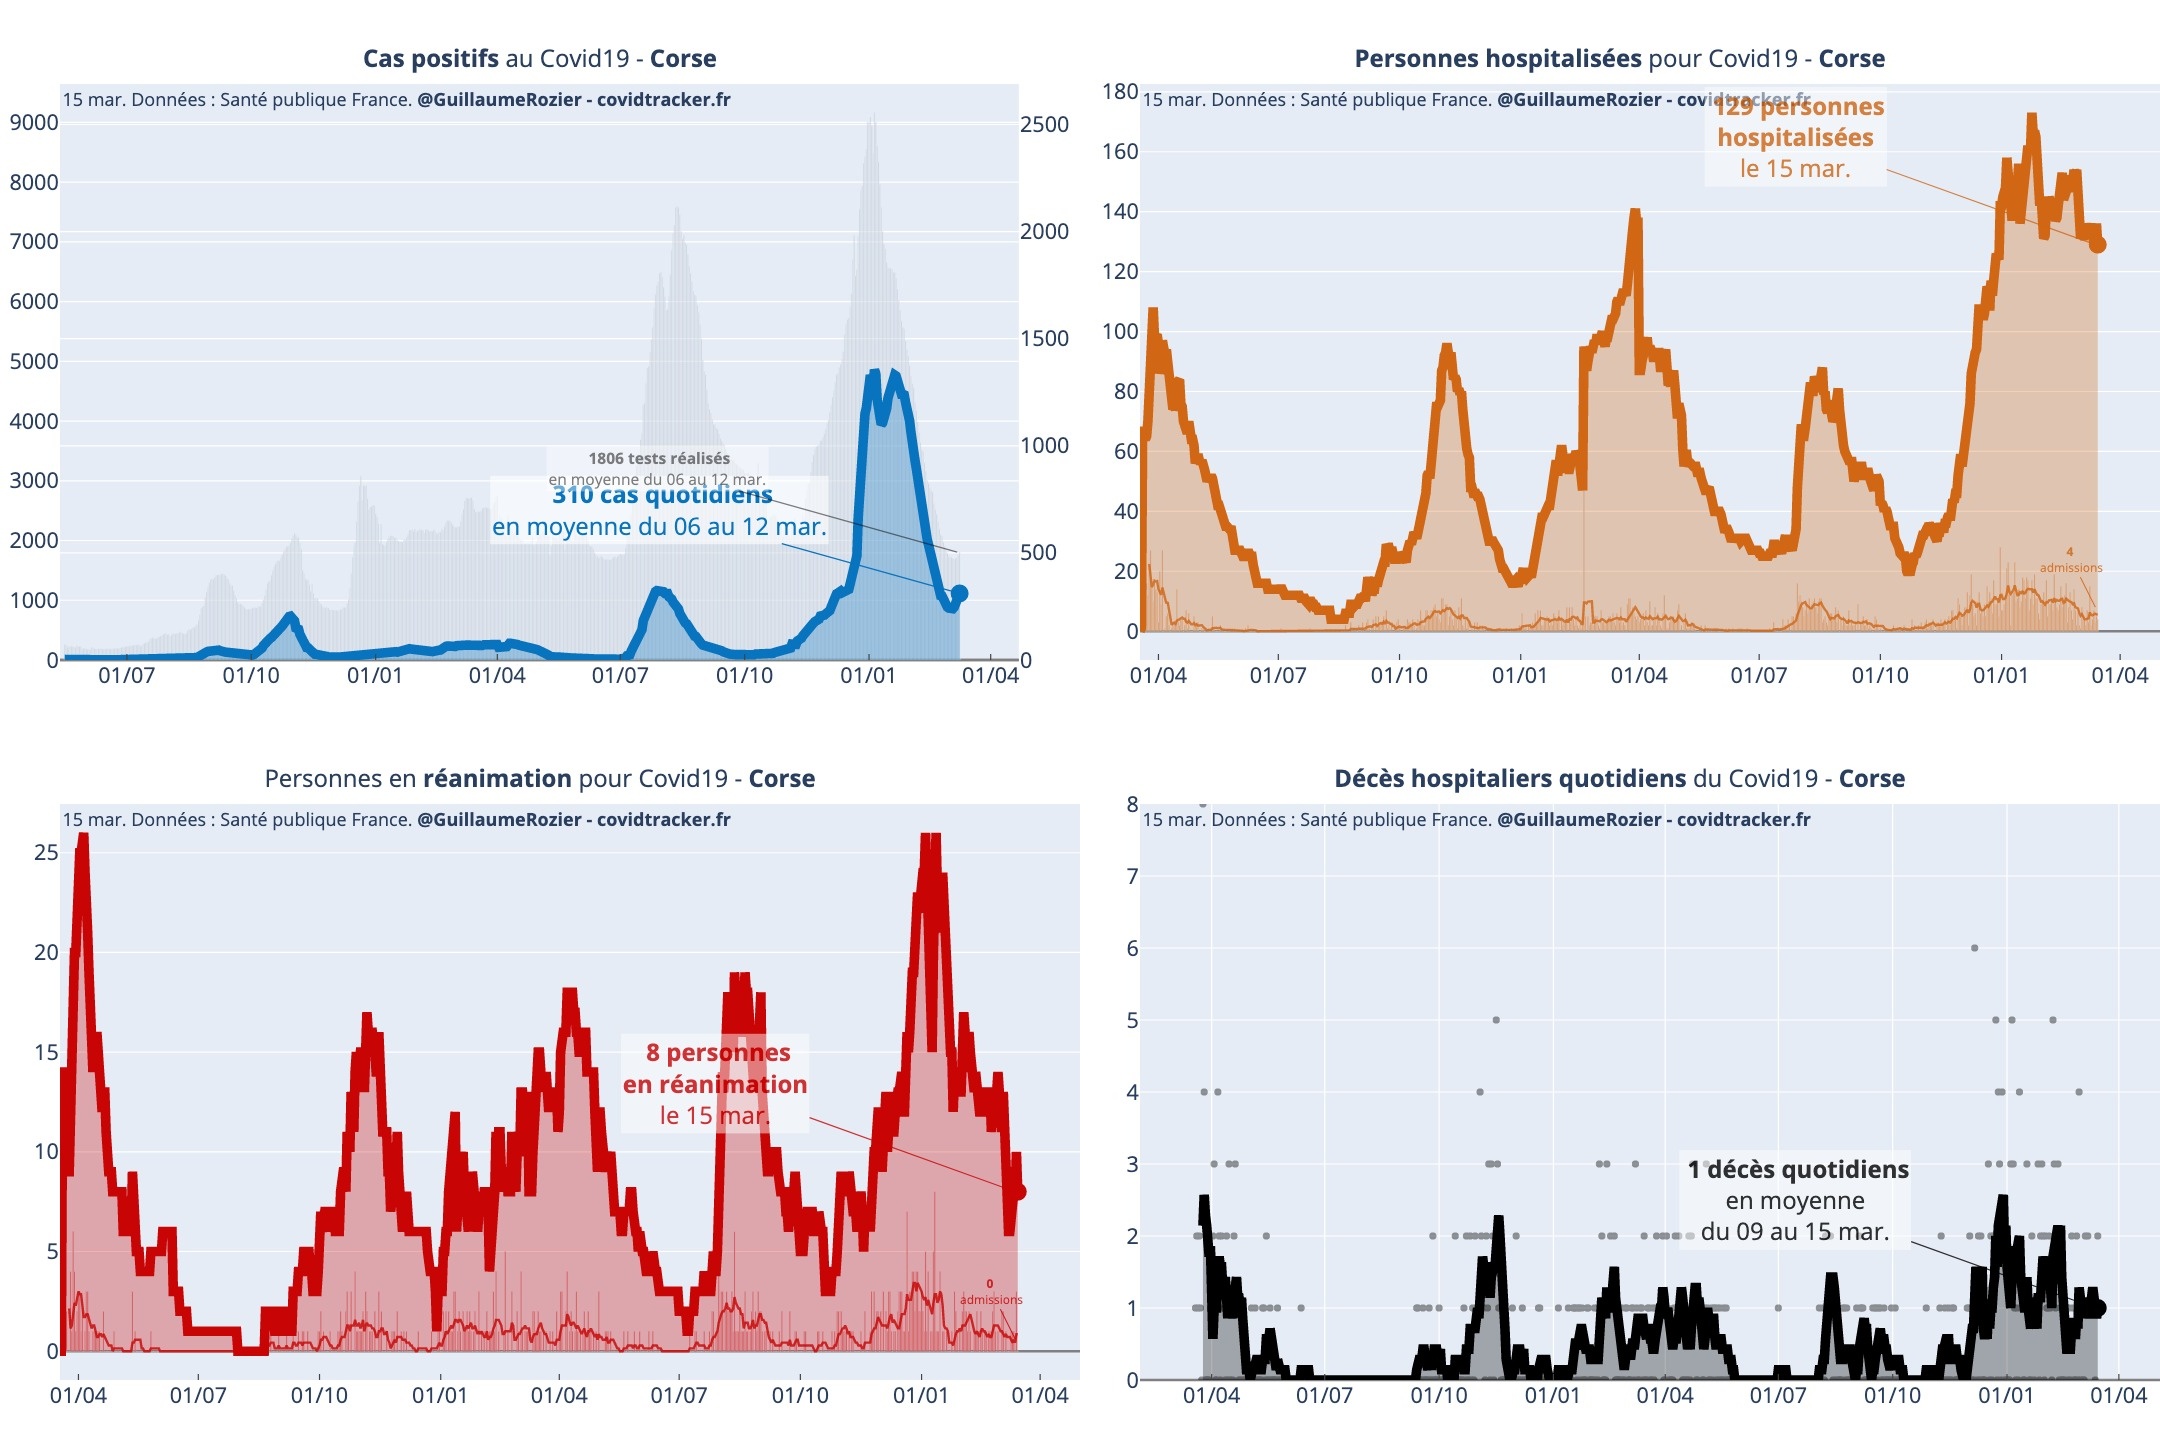 Cas positifs au Covid19 - Corse
15 mar. Données : Santé publique France. @GuillaumeRozier - covidtracker.fr
9000
8000
7000
6000
5000
4000
3000
2000
1000
0
2500
2000
1500
1000
500
0
1806 tests réalisés
en moyenne du 06 au 12 mar.
310 cas quotidiens
en moyenne du 06 au 12 mar.
01/07 01/10 01/01 01/04 01/07 01/10 01/01 01/04
Personnes hospitalisées pour Covid19 - Corse
15 mar. Données : Santé publique France. @GuillaumeRozier - covidtracker.fr
180
160
140
120
100
80
60
40
20
0
129 personnes
hospitalisées
le 15 mar.
4
admissions
01/04 01/07 01/10 01/01 01/04 01/07 01/10 01/01 01/04
Personnes en réanimation pour Covid19 - Corse
15 mar. Données : Santé publique France. @GuillaumeRozier - covidtracker.fr
25
20
15
10
5
0
8 personnes
en réanimation
le 15 mar.
0
admissions
01/04 01/07 01/10 01/01 01/04 01/07 01/10 01/01 01/04
Décès hospitaliers quotidiens du Covid19 - Corse
15 mar. Données : Santé publique France. @GuillaumeRozier - covidtracker.fr
8
7
6
5
4
3
2
1
0
1 décès quotidiens
en moyenne
du 09 au 15 mar.
01/04 01/07 01/10 01/01 01/04 01/07 01/10 01/01 01/04